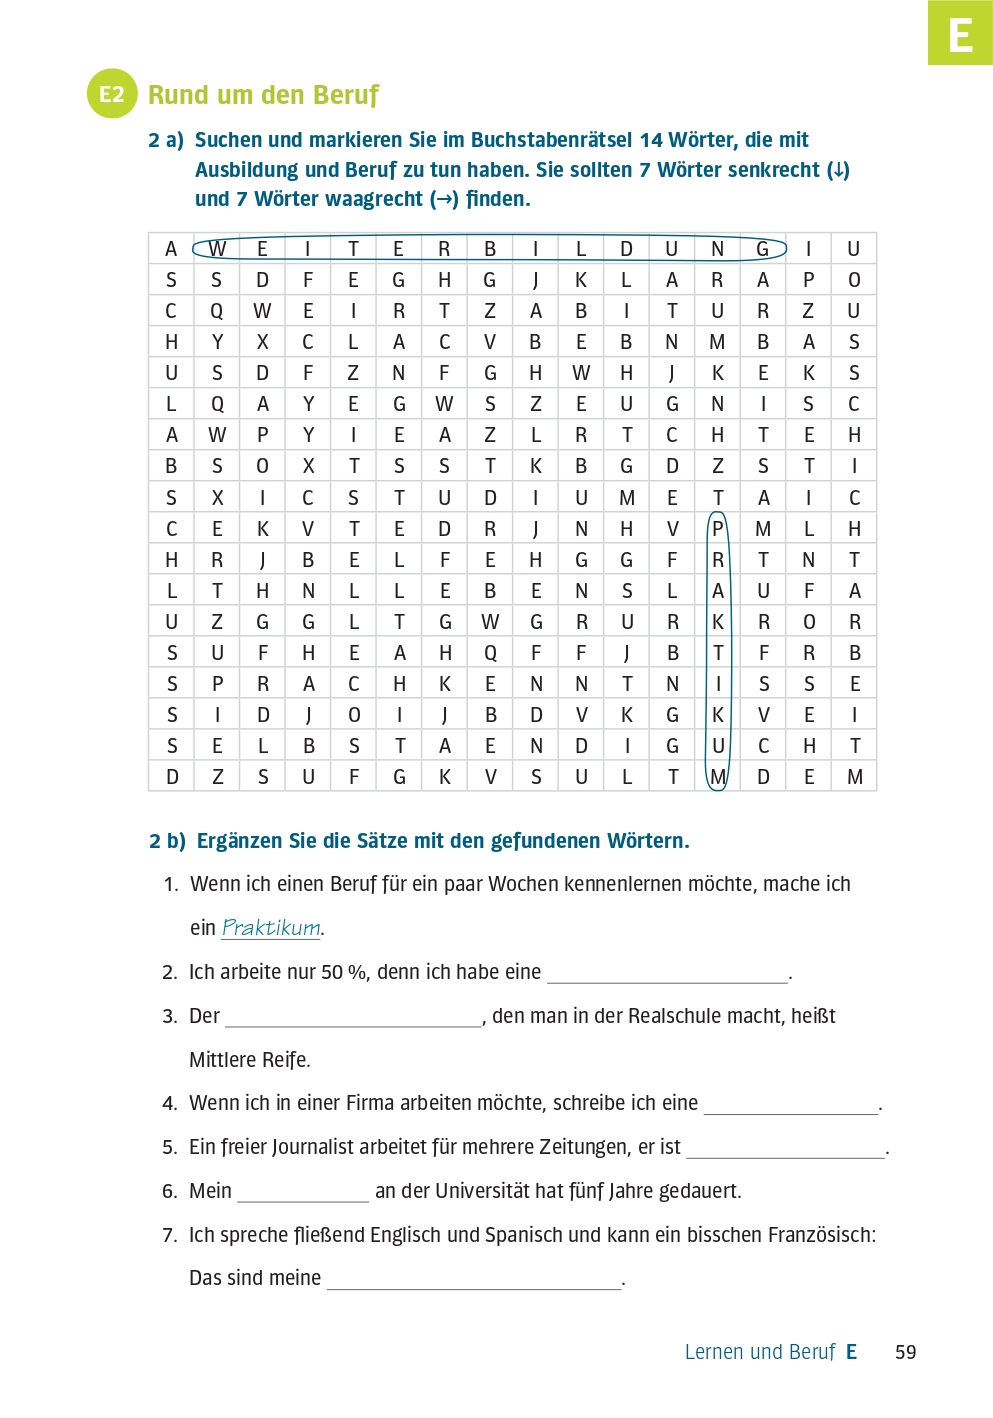 E
E2 Rund um den Beruf
2 a) Suchen und markieren Sie im Buchstabenrätsel 14 Wörter, die mit
Ausbildung und Beruf zu tun haben. Sie sollten 7 Wörter senkrecht (↓)
und 7 Wörter waagrecht (→) finden.
A W E I T E R B I L D U N G I U
S S D F E G H G J K L A R A P O
C Q W E I R T Z A B I T U R Z U
H Y X C L A C V B E B N M B A S
U S D F Z N F G H W H J K E K S
L Q A Y E G W S Z E U G N I S C
A W P Y I E A Z L R T C H T E H
B S O X T S S T K B G D Z S T I
S X I C S T U D I U M E T A I C
C E K V T E D R J N H V P M L H
H R J B E L F E H G G F R T N T
L T H N L L E B E N S L A U F A
U Z G G L T G W G R U R K R O R
S U F H E A H Q F F J B T F R B
S P R A C H K E N N T N I S S E
S I D J O I J B D V K G K V E I
S E L B S T A E N D I G U C H T
D Z S U F G K V S U L T M D E M
2 b) Ergänzen Sie die Sätze mit den gefundenen Wörtern.
1. Wenn ich einen Beruf für ein paar Wochen kennenlernen möchte, mache ich
ein Praktikum.
2. Ich arbeite nur 50 %, denn ich habe eine ______________________.
3. Der ______________________, den man in der Realschule macht, heißt
Mittlere Reife.
4. Wenn ich in einer Firma arbeiten möchte, schreibe ich eine ________________.
5. Ein freier Journalist arbeitet für mehrere Zeitungen, er ist __________________.
6. Mein ____________ an der Universität hat fünf Jahre gedauert.
7. Ich spreche fließend Englisch und Spanisch und kann ein bisschen Französisch:
Das sind meine __________________________.
Lernen und Beruf E 59